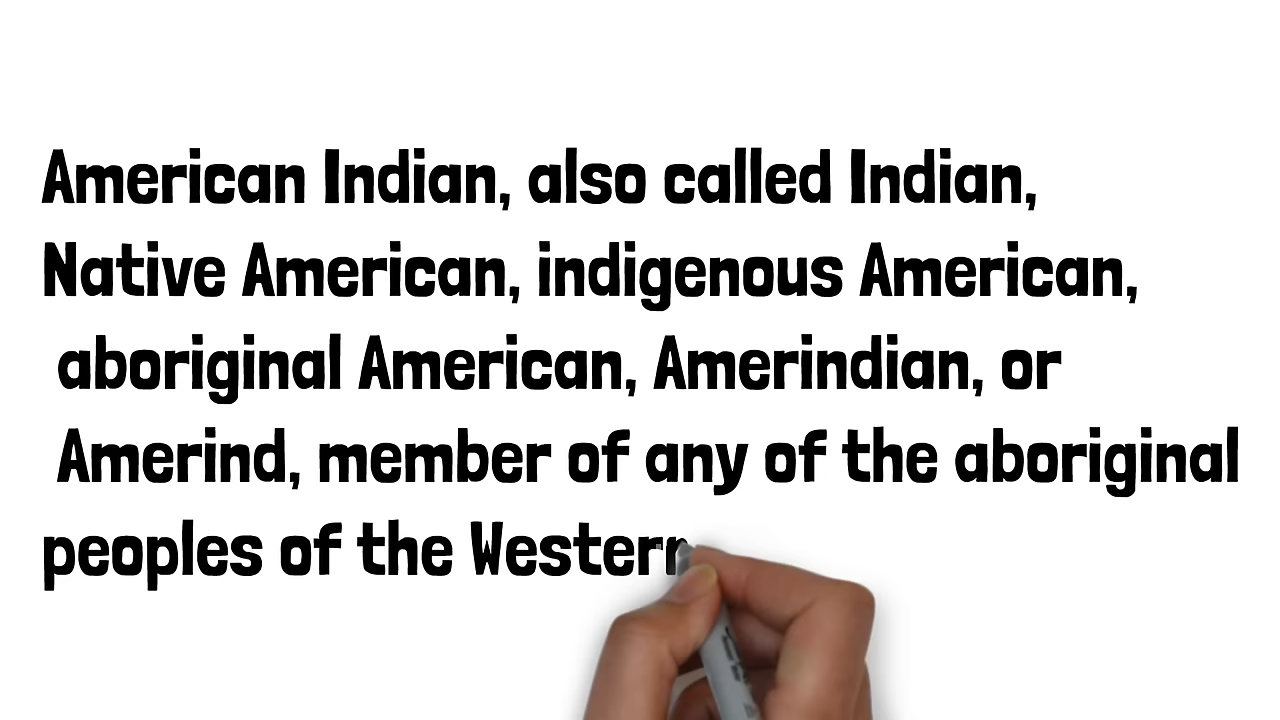 American Indian, also called Indian,
Native American, indigenous American,
aboriginal American, Amerindian, or
Amerind, member of any of the aboriginal
peoples of the Western